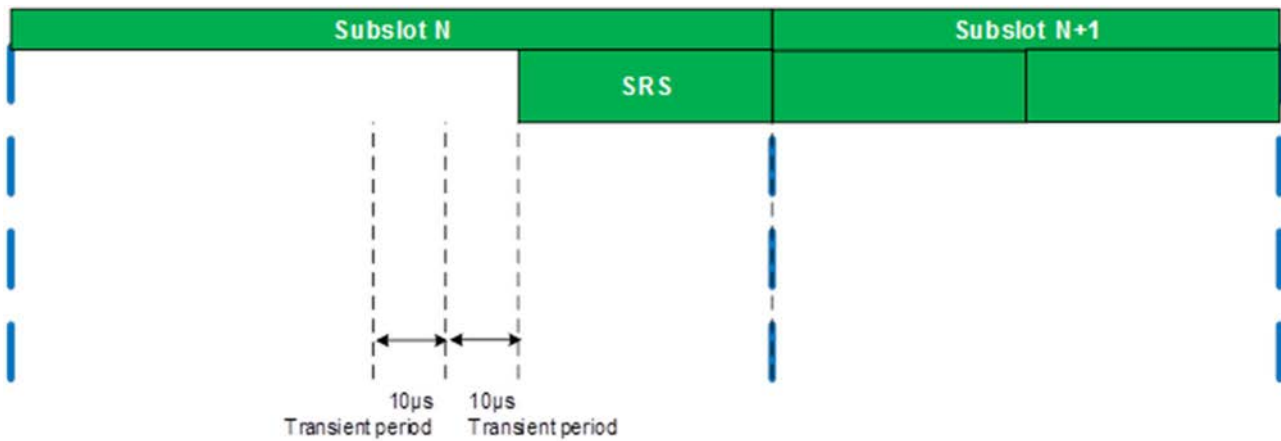 Subslot N Subslot N+1
SRS
10µs 10µs
Transient period Transient period